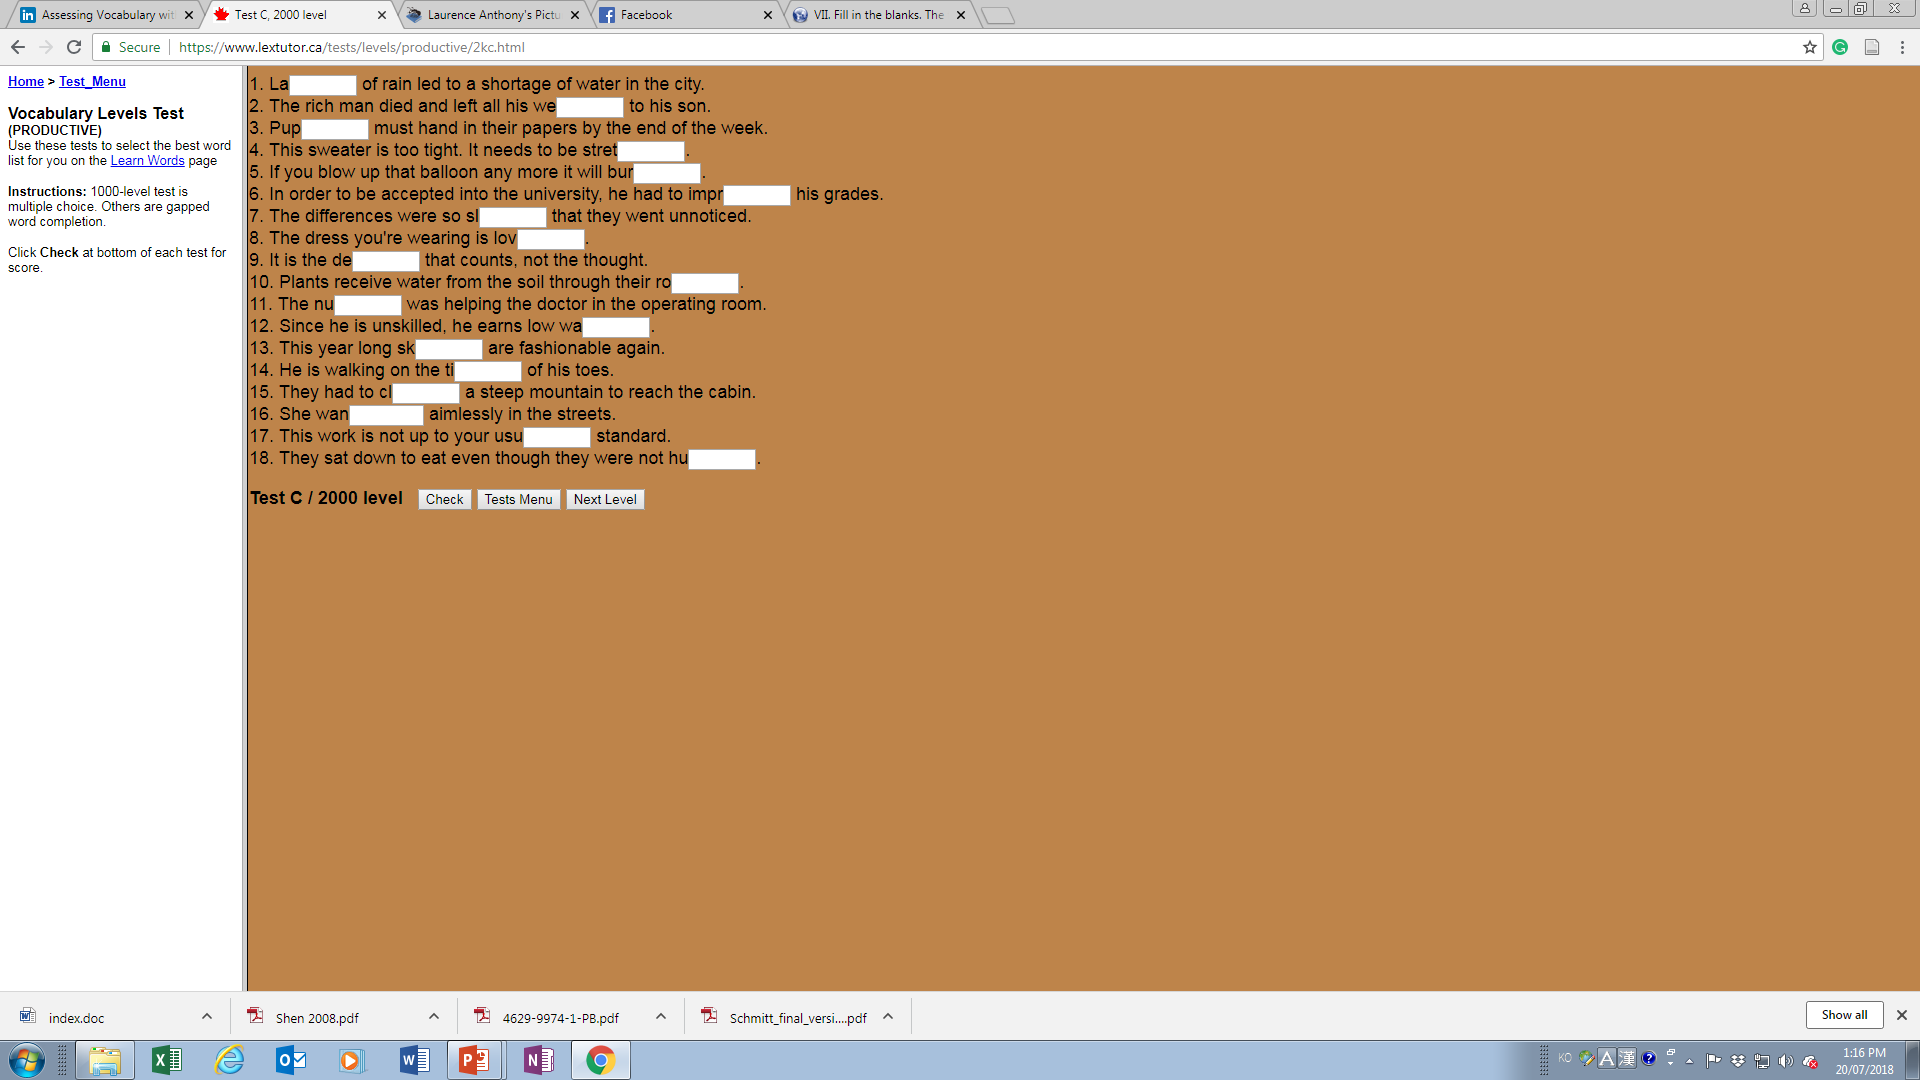 Assessing Vocabulary wit
Test C, 2000 level
Laurence Anthony's Pictu
Facebook
VII. Fill in the blanks. The
Secure https://www.lextutor.ca/tests/levels/productive/2kc.html
Home > Test_Menu
Vocabulary Levels Test
(PRODUCTIVE)
Use these tests to select the best word
list for you on the Learn Words page
Instructions: 1000-level test is
multiple choice. Others are gapped
word completion.
Click Check at bottom of each test for
score.
1. La of rain led to a shortage of water in the city.
2. The rich man died and left all his we to his son.
3. Pup must hand in their papers by the end of the week.
4. This sweater is too tight. It needs to be stret .
5. If you blow up that balloon any more it will bur .
6. In order to be accepted into the university, he had to impr his grades.
7. The differences were so sl that they went unnoticed.
8. The dress you're wearing is lov .
9. It is the de that counts, not the thought.
10. Plants receive water from the soil through their ro .
11. The nu was helping the doctor in the operating room.
12. Since he is unskilled, he earns low wa .
13. This year long sk are fashionable again.
14. He is walking on the ti of his toes.
15. They had to cl a steep mountain to reach the cabin.
16. She wan aimlessly in the streets.
17. This work is not up to your usu standard.
18. They sat down to eat even though they were not hu .
Test C / 2000 level Check Tests Menu Next Level
index.doc
Shen 2008.pdf
4629-9974-1-PB.pdf
Schmitt_final_versi....pdf
Show all
KO A 漢
1:16 PM
20/07/2018